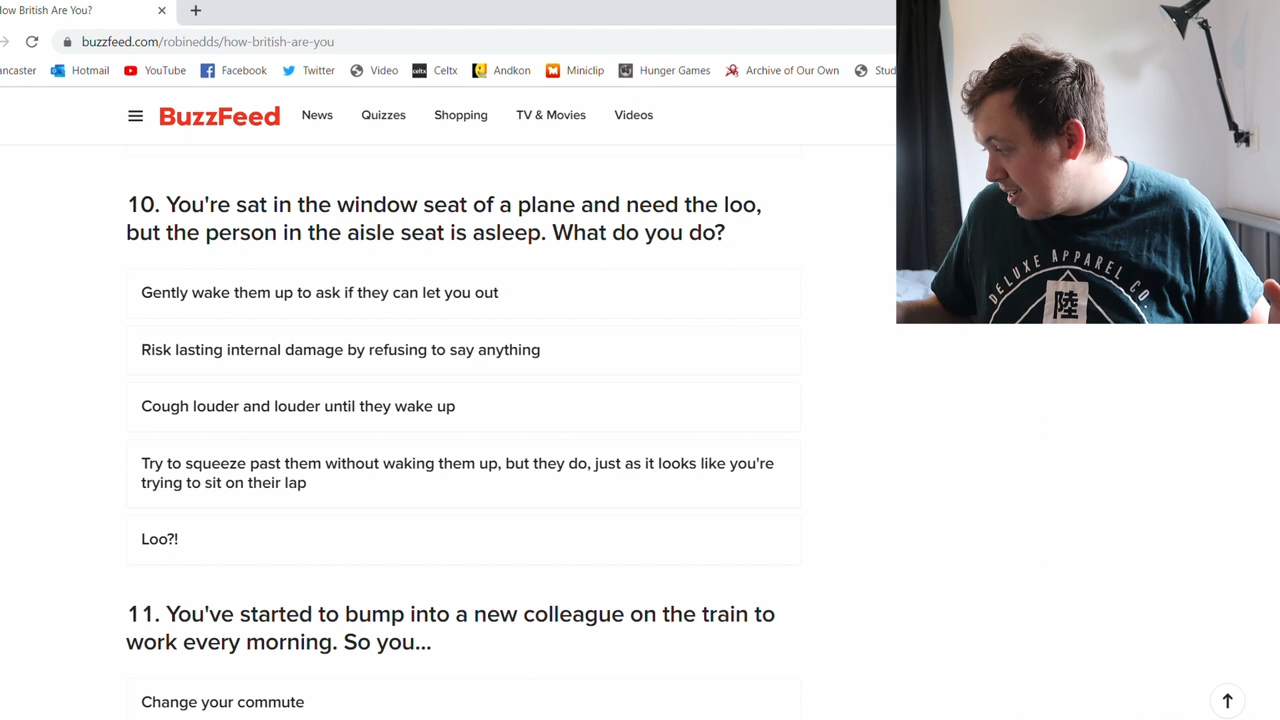 How British Are You?
buzzfeed.com/robinedds/how-british-are-you
ancaster Hotmail YouTube Facebook Twitter Video celtx Celtx Andkon Miniclip Hunger Games Archive of Our Own Stud
BuzzFeed News Quizzes Shopping TV & Movies Videos
10. You're sat in the window seat of a plane and need the loo,
but the person in the aisle seat is asleep. What do you do?
Gently wake them up to ask if they can let you out
Risk lasting internal damage by refusing to say anything
Cough louder and louder until they wake up
Try to squeeze past them without waking them up, but they do, just as it looks like you're
trying to sit on their lap
Loo?!
11. You've started to bump into a new colleague on the train to
work every morning. So you...
Change your commute
DELUXE APPAREL CO.
陸